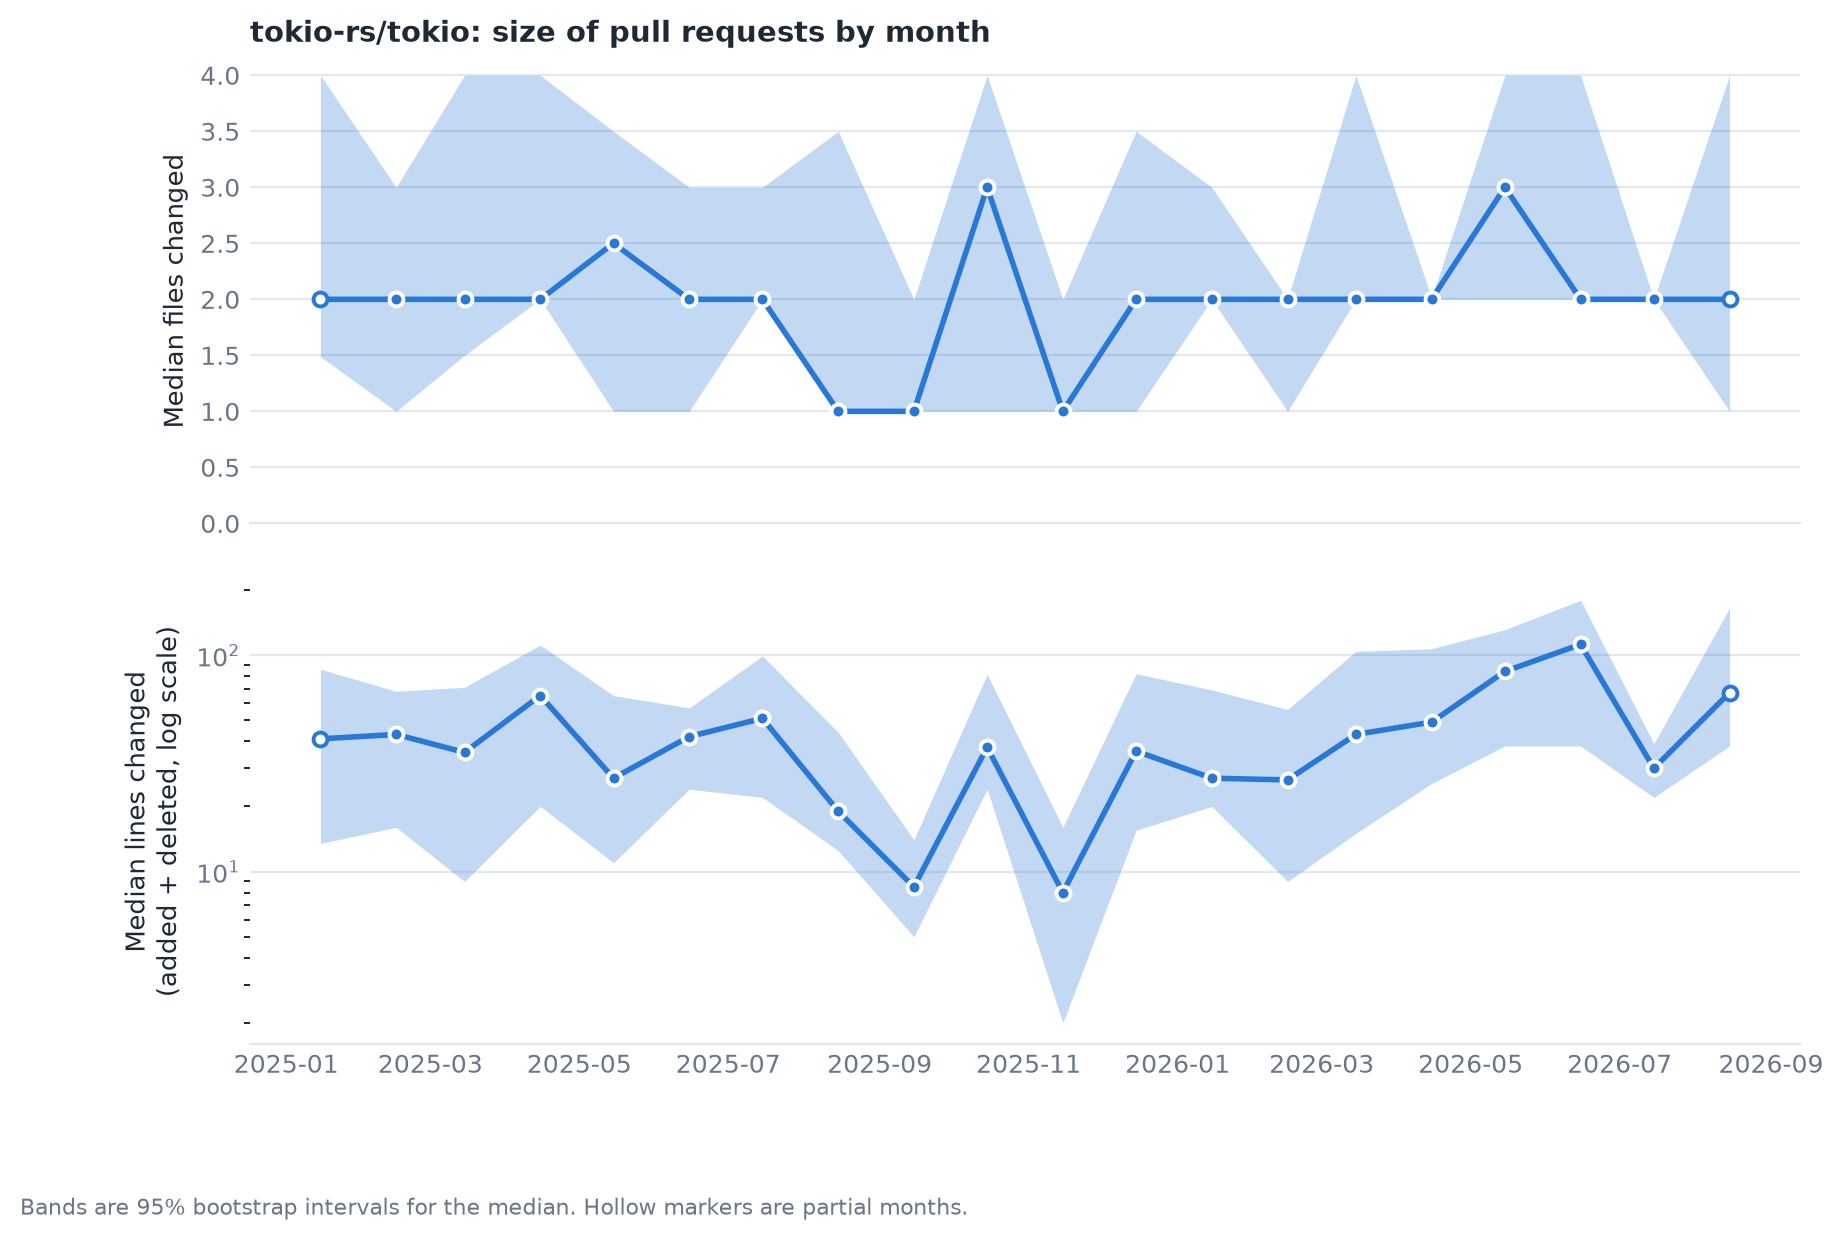 tokio-rs/tokio: size of pull requests by month
Median files changed
4.0
3.5
3.0
2.5
2.0
1.5
1.0
0.5
0.0
Median lines changed
(added + deleted, log scale)
10²
10¹
2025-01 2025-03 2025-05 2025-07 2025-09 2025-11 2026-01 2026-03 2026-05 2026-07 2026-09
Bands are 95% bootstrap intervals for the median. Hollow markers are partial months.